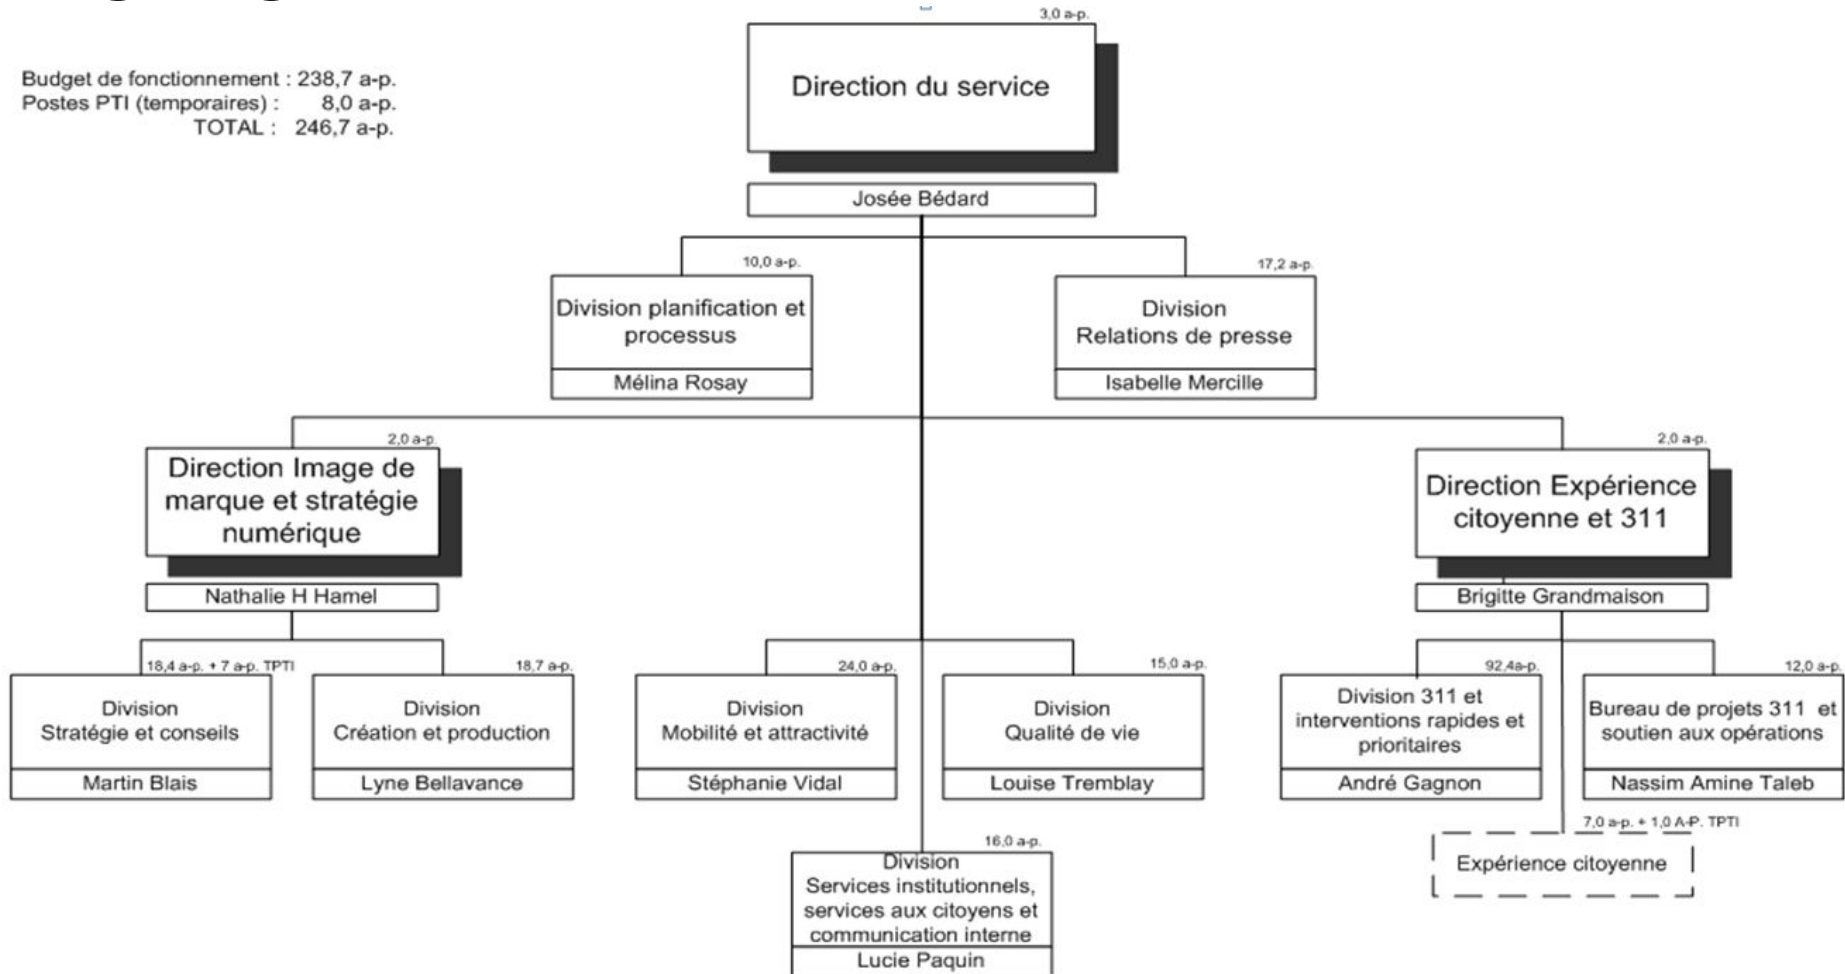 3,0 a-p.
Direction du service
Budget de fonctionnement : 238,7 a-p.
Postes PTI (temporaires) : 8,0 a-p.
TOTAL : 246,7 a-p.
Josée Bédard
10,0 a-p.
Division planification et
processus
Mélina Rosay
17,2 a-p.
Division
Relations de presse
Isabelle Mercille
2,0 a-p.
Direction Image de
marque et stratégie
numérique
Nathalie H Hamel
2,0 a-p.
Direction Expérience
citoyenne et 311
Brigitte Grandmaison
18,4 a-p. + 7 a-p. TPTI
Division
Stratégie et conseils
Martin Blais
18,7 a-p.
Division
Création et production
Lyne Bellavance
24,0 a-p.
Division
Mobilité et attractivité
Stéphanie Vidal
15,0 a-p.
Division
Qualité de vie
Louise Tremblay
92,4a-p.
Division 311 et
interventions rapides et
prioritaires
André Gagnon
12,0 a-p.
Bureau de projets 311 et
soutien aux opérations
Nassim Amine Taleb
16,0 a-p.
Division
Services institutionnels,
services aux citoyens et
communication interne
Lucie Paquin
7,0 a-p. + 1,0 A-P. TPTI
Expérience citoyenne